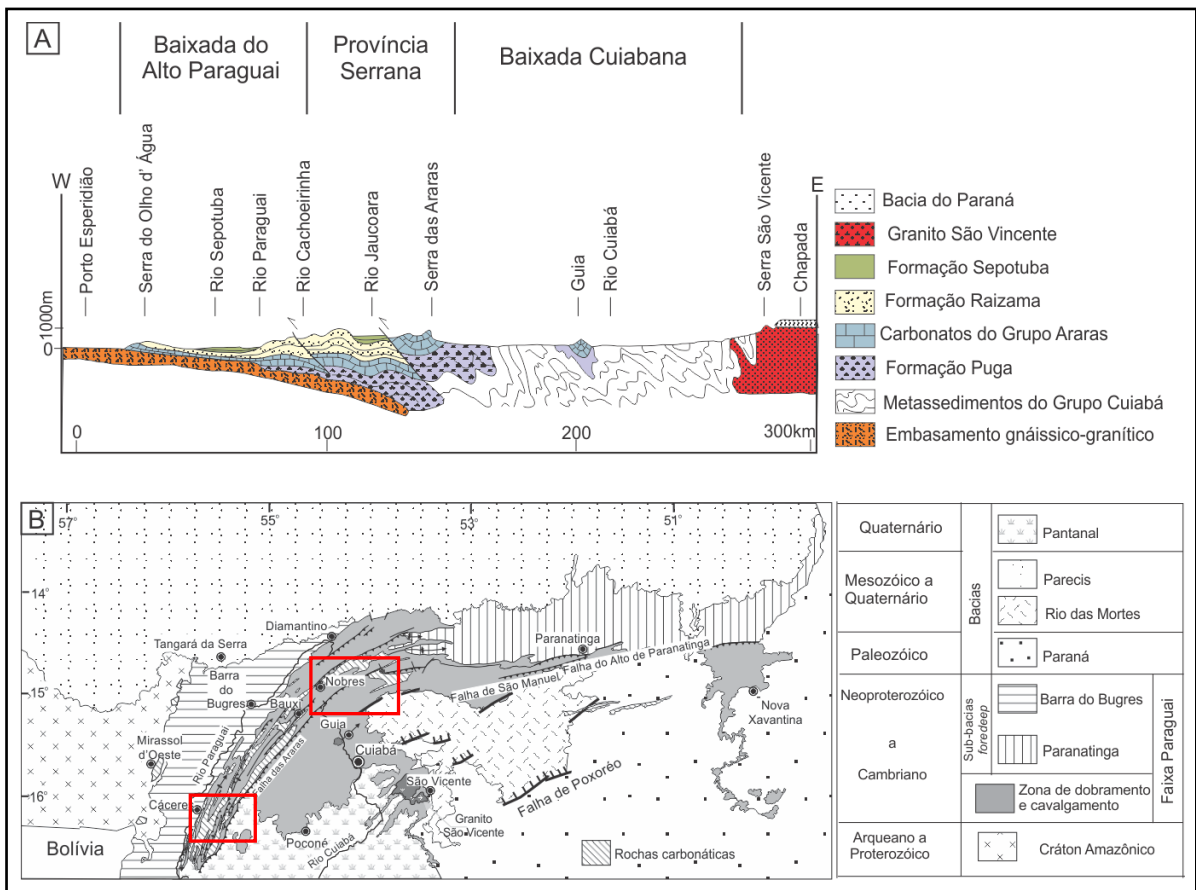 A
Baixada do
Alto Paraguai
Província
Serrana
Baixada Cuiabana
W
E
Porto Esperidião
Serra do Olho d' Água
Rio Sepotuba
Rio Paraguai
Rio Cachoeirinha
Rio Jaucoara
Serra das Araras
Guia
Rio Cuiabá
Serra São Vicente
Chapada
1000m
0
0
100
200
300km
Bacia do Paraná
Granito São Vincente
Formação Sepotuba
Formação Raizama
Carbonatos do Grupo Araras
Formação Puga
Metassedimentos do Grupo Cuiabá
Embasamento gnáissico-granítico
B
57°
55°
53°
51°
14°
15°
16°
Diamantino
Tangará da Serra
Barra
do
Bugres
Bauxi
Nobres
Paranatinga
Falha do Alto de Paranatinga
Falha de São Manuel
Nova
Xavantina
Guia
Cuiabá
Mirassol
d'Oeste
Rio Paraguai
Falha das Araras
Cáceres
São Vicente
Falha de Poxorêo
Granito
São Vicente
Poconé
Rio Cuiabá
Bolívia
Rochas carbonáticas
Quaternário
Pantanal
Mesozóico a
Quaternário
Bacias
Parecis
Rio das Mortes
Paleozóico
Paraná
Neoproterozóico
a
Cambriano
Sub-bacias
foredeep
Barra do Bugres
Paranatinga
Faixa Paraguai
Zona de dobramento
e cavalgamento
Arqueano a
Proterozóico
Cráton Amazônico